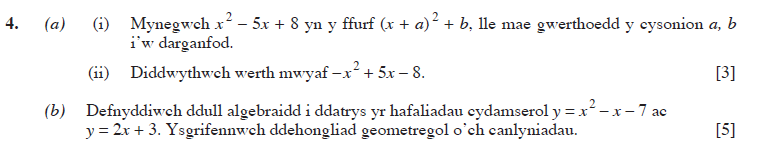 4. (a) (i) Mynegwch x² – 5x + 8 yn y ffurf (x + a)² + b, lle mae gwerthoedd y cysonion a, b
i'w darganfod.
(ii) Diddwythwch werth mwyaf –x² + 5x – 8. [3]
(b) Defnyddiwch ddull algebraidd i ddatrys yr hafaliadau cydamserol y = x² – x – 7 ac
y = 2x + 3. Ysgrifennwch ddehongliad geometregol o'ch canlyniadau. [5]